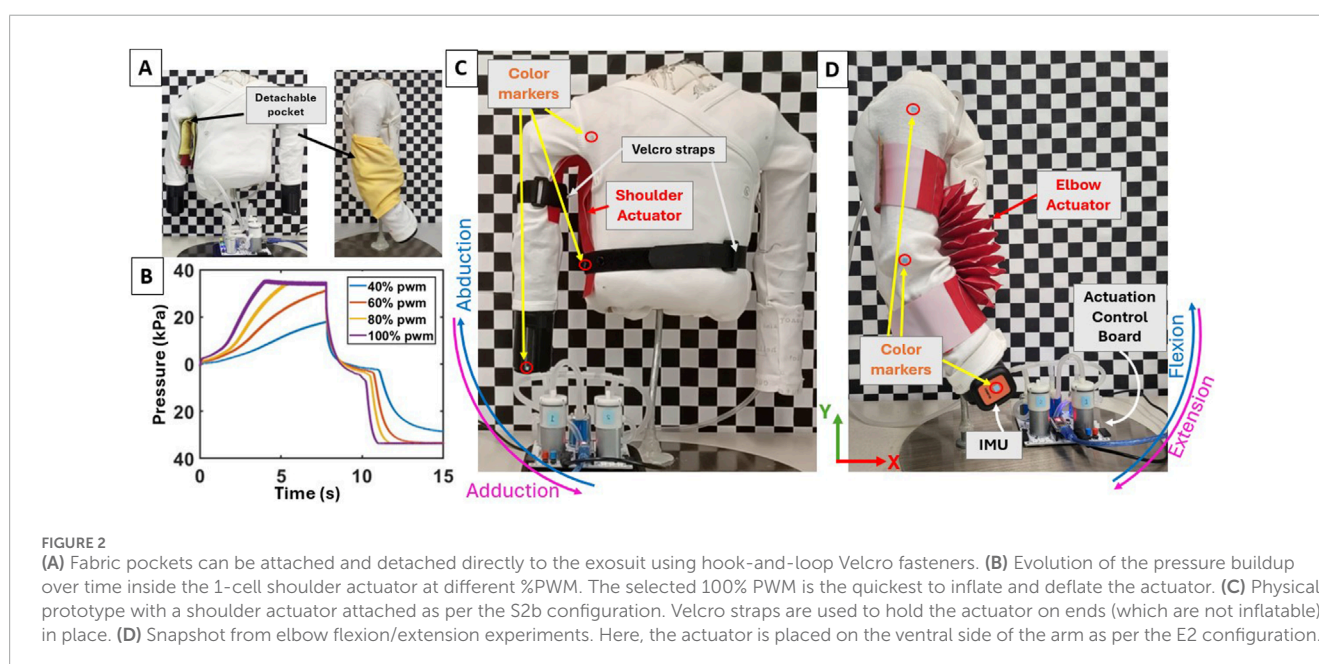 A
Detachable
pocket
B
40
20
0
20
40
Pressure (kPa)
0
5
10
15
Time (s)
40% pwm
60% pwm
80% pwm
100% pwm
C
Color
markers
Velcro straps
Shoulder
Actuator
Abduction
Adduction
D
Elbow
Actuator
Actuation
Control
Board
Color
markers
IMU
Y
X
Flexion
Extension
FIGURE 2
(A) Fabric pockets can be attached and detached directly to the exosuit using hook-and-loop Velcro fasteners. (B) Evolution of the pressure buildup
over time inside the 1-cell shoulder actuator at different %PWM. The selected 100% PWM is the quickest to inflate and deflate the actuator. (C) Physical
prototype with a shoulder actuator attached as per the S2b configuration. Velcro straps are used to hold the actuator on ends (which are not inflatable)
in place. (D) Snapshot from elbow flexion/extension experiments. Here, the actuator is placed on the ventral side of the arm as per the E2 configuration.